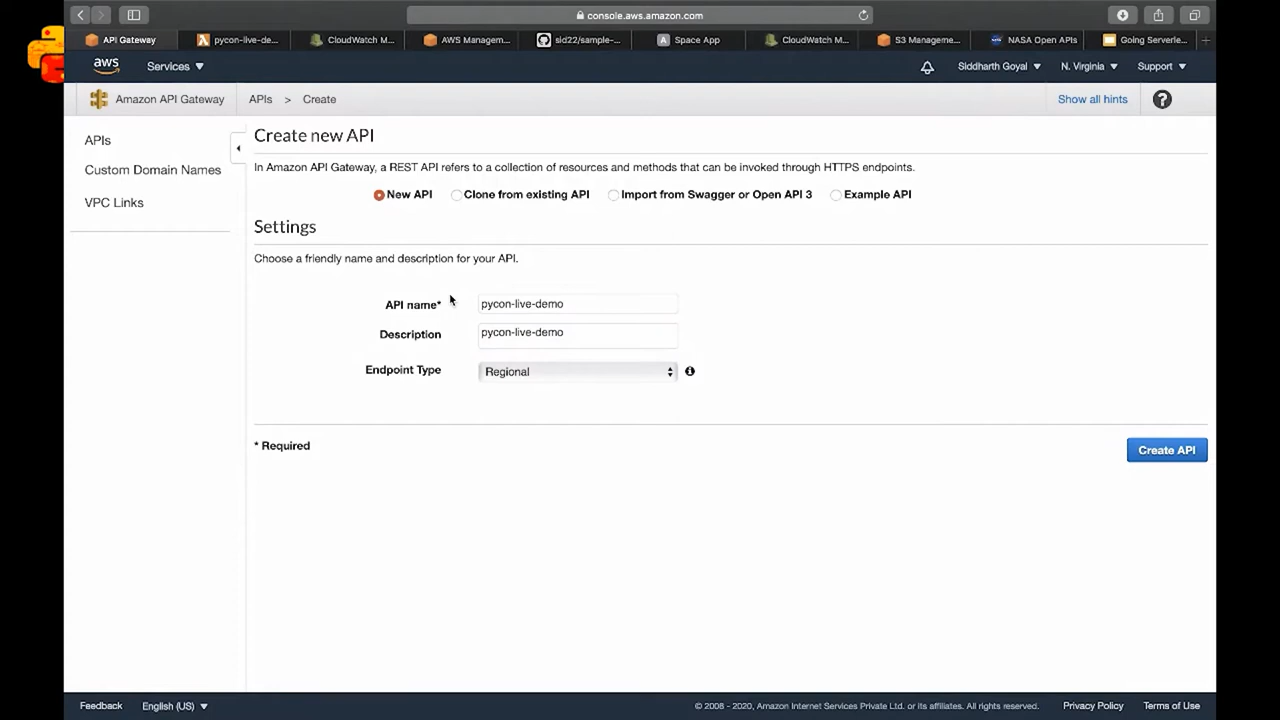 console.aws.amazon.com
API Gateway
pycon-live-de...
CloudWatch M...
AWS Managem...
sid22/sample-...
Space App
CloudWatch M...
S3 Manageme...
NASA Open APIs
Going Serverle...
aws
Services
Siddharth Goyal
N. Virginia
Support
Amazon API Gateway
APIs > Create
Show all hints
APIs
Custom Domain Names
VPC Links
Create new API
In Amazon API Gateway, a REST API refers to a collection of resources and methods that can be invoked through HTTPS endpoints.
New API
Clone from existing API
Import from Swagger or Open API 3
Example API
Settings
Choose a friendly name and description for your API.
API name* pycon-live-demo
Description pycon-live-demo
Endpoint Type Regional
* Required
Create API
Feedback
English (US)
© 2008 - 2020, Amazon Internet Services Private Ltd. or its affiliates. All rights reserved.
Privacy Policy
Terms of Use